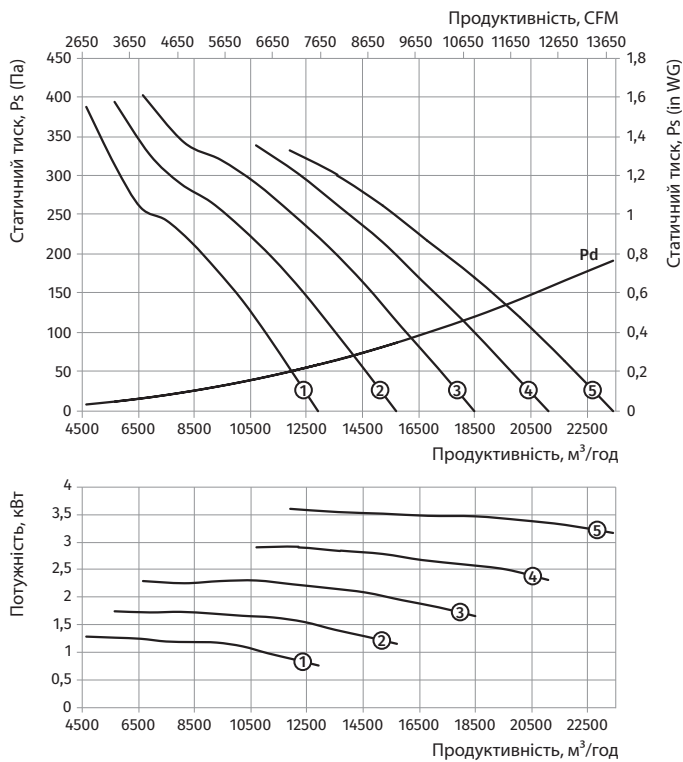 Продуктивність, CFM
2650 3650 4650 5650 6650 7650 8650 9650 10650 11650 12650 13650
Статичний тиск, Ps (Па)
450 400 350 300 250 200 150 100 50 0
Статичний тиск, Ps (in WG)
1,8 1,6 1,4 1,2 1 0,8 0,6 0,4 0,2 0
Pd
1 2 3 4 5
4500 6500 8500 10500 12500 14500 16500 18500 20500 22500
Продуктивність, м³/год
Потужність, кВт
4 3,5 3 2,5 2 1,5 1 0,5 0
5
4
3
2
1
4500 6500 8500 10500 12500 14500 16500 18500 20500 22500
Продуктивність, м³/год